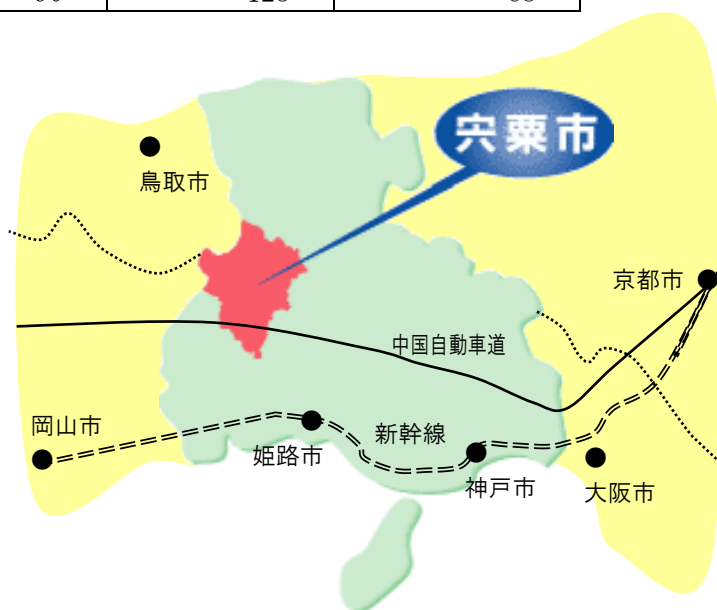 宍粟市
鳥取市
京都市
中国自動車道
岡山市
新幹線
姫路市
神戸市
大阪市